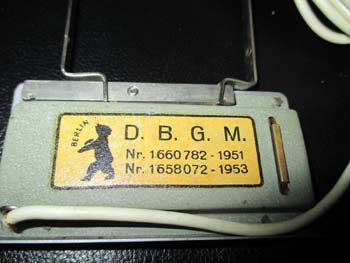 BERLIN
D. B. G. M.
Nr. 1660782 - 1951
Nr. 1658072 - 1953